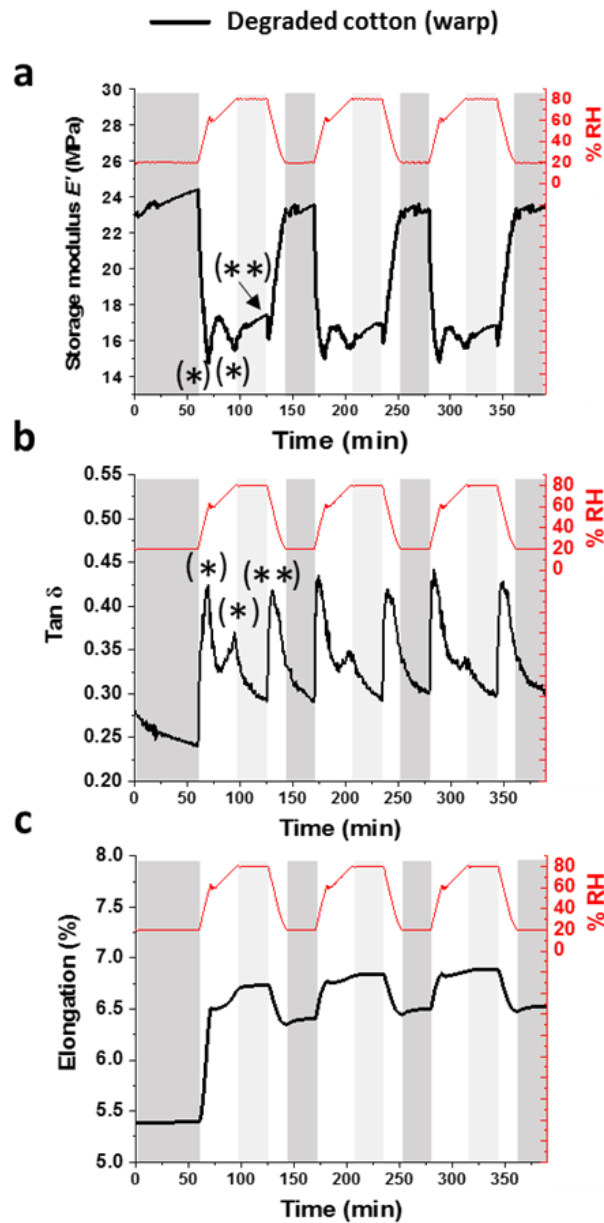 Degraded cotton (warp)
a
Storage modulus E' (MPa)
30
28
26
24
22
20
18
16
14
80
60
40
20
0
% RH
(**)
(*)
(*)
0 50 100 150 200 250 300 350
Time (min)
b
Tan δ
0.55
0.50
0.45
0.40
0.35
0.30
0.25
0.20
80
60
40
20
0
% RH
(*)
(*)
(**)
0 50 100 150 200 250 300 350
Time (min)
c
Elongation (%)
8.0
7.5
7.0
6.5
6.0
5.5
5.0
80
60
40
20
0
% RH
0 50 100 150 200 250 300 350
Time (min)